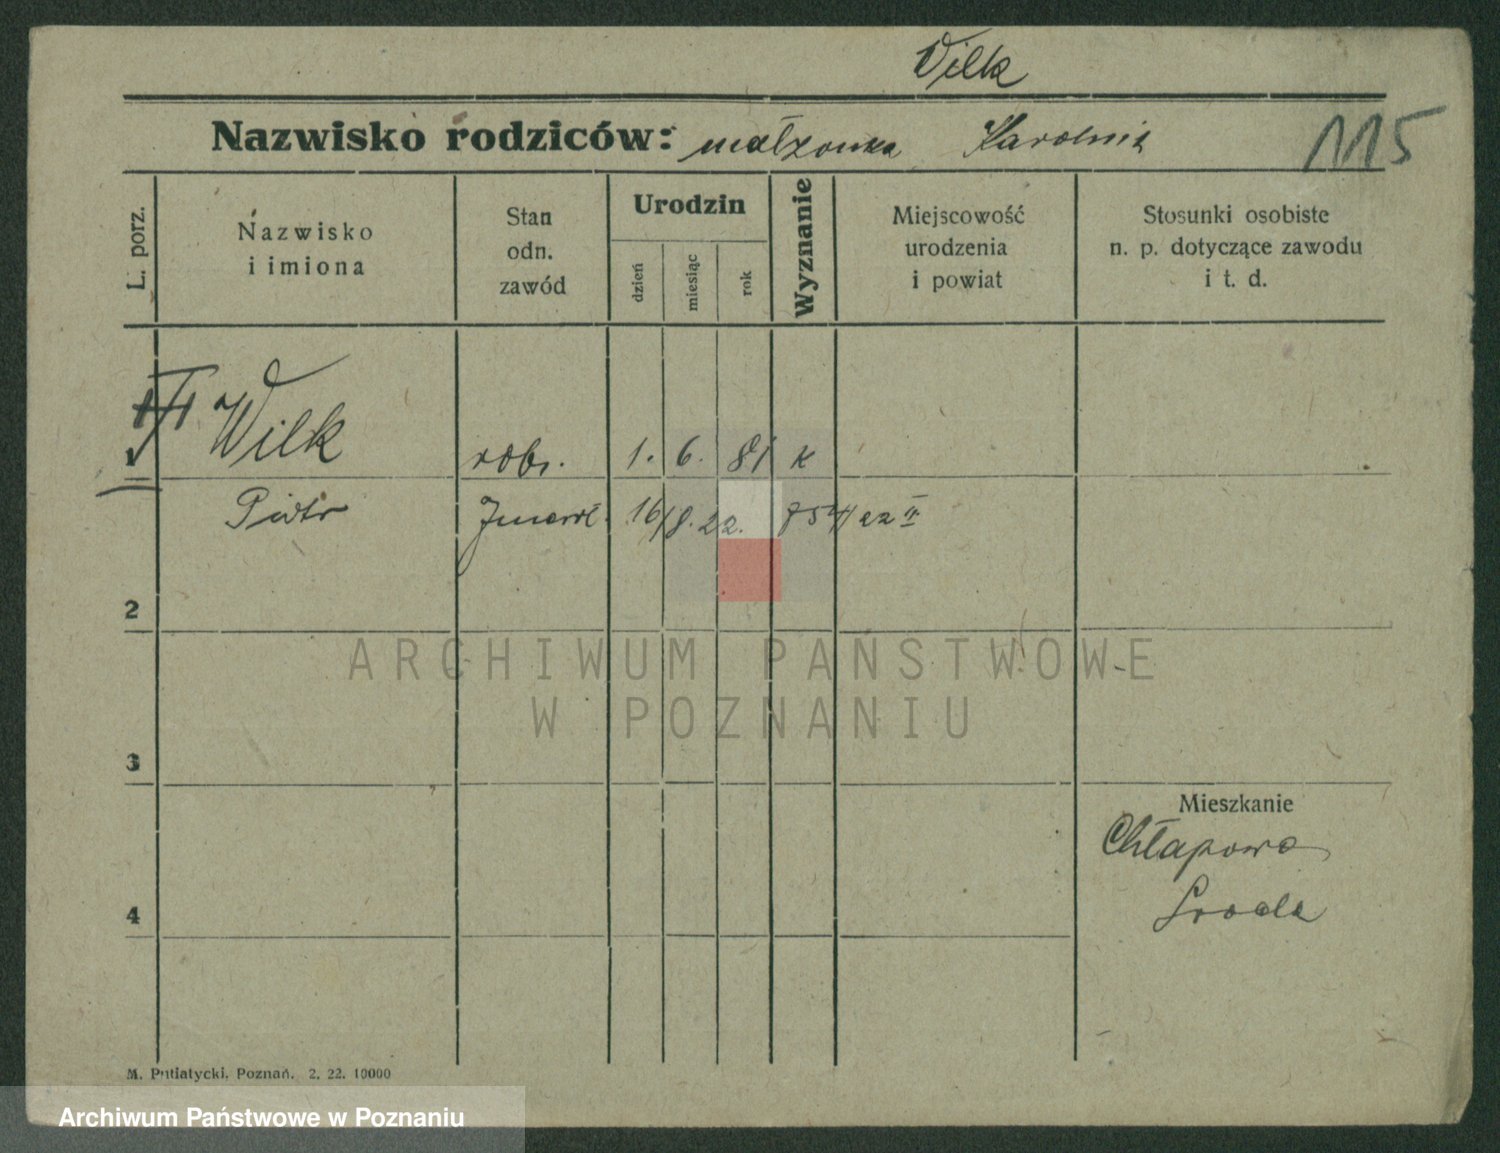 Wilk
Nazwisko rodziców: małżonka Karolina
115
L. porz.
Nazwisko
i imiona
Stan
odn.
zawód
Urodzin
dzień
miesiąc
rok
Wyznanie
Miejscowość
urodzenia
i powiat
Stosunki osobiste
n. p. dotyczące zawodu
i t. d.
1 Wilk robr. 1. 6. 81 k
Piotr 16/8.22.
2
3
4
Mieszkanie
Chłapowo
Środa
M. Putiatycki, Poznań. 2. 22. 10000
ARCHIWUM PAŃSTWOWE
W POZNANIU
Archiwum Państwowe w Poznaniu